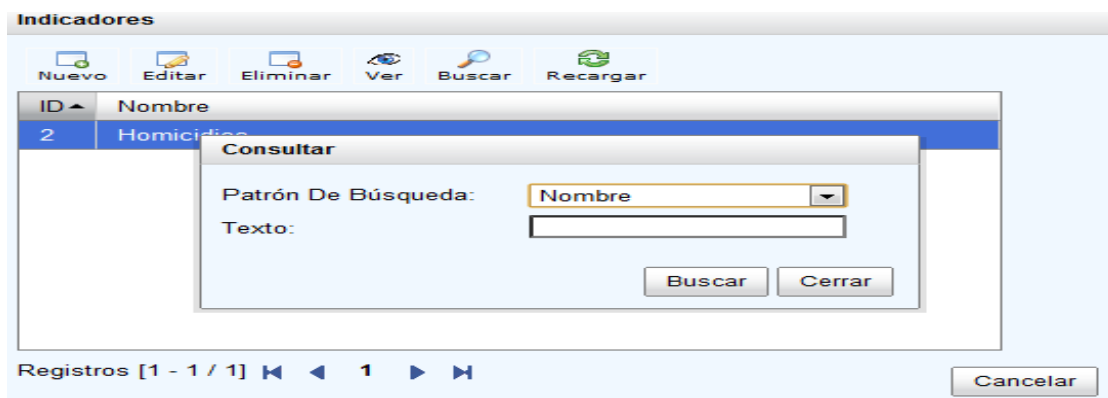 Indicadores
Nuevo Editar Eliminar Ver Buscar Recargar
ID Nombre
2
Consultar
Patrón De Búsqueda: Nombre
Texto:
Buscar Cerrar
Registros [1 - 1 / 1] 1
Cancelar